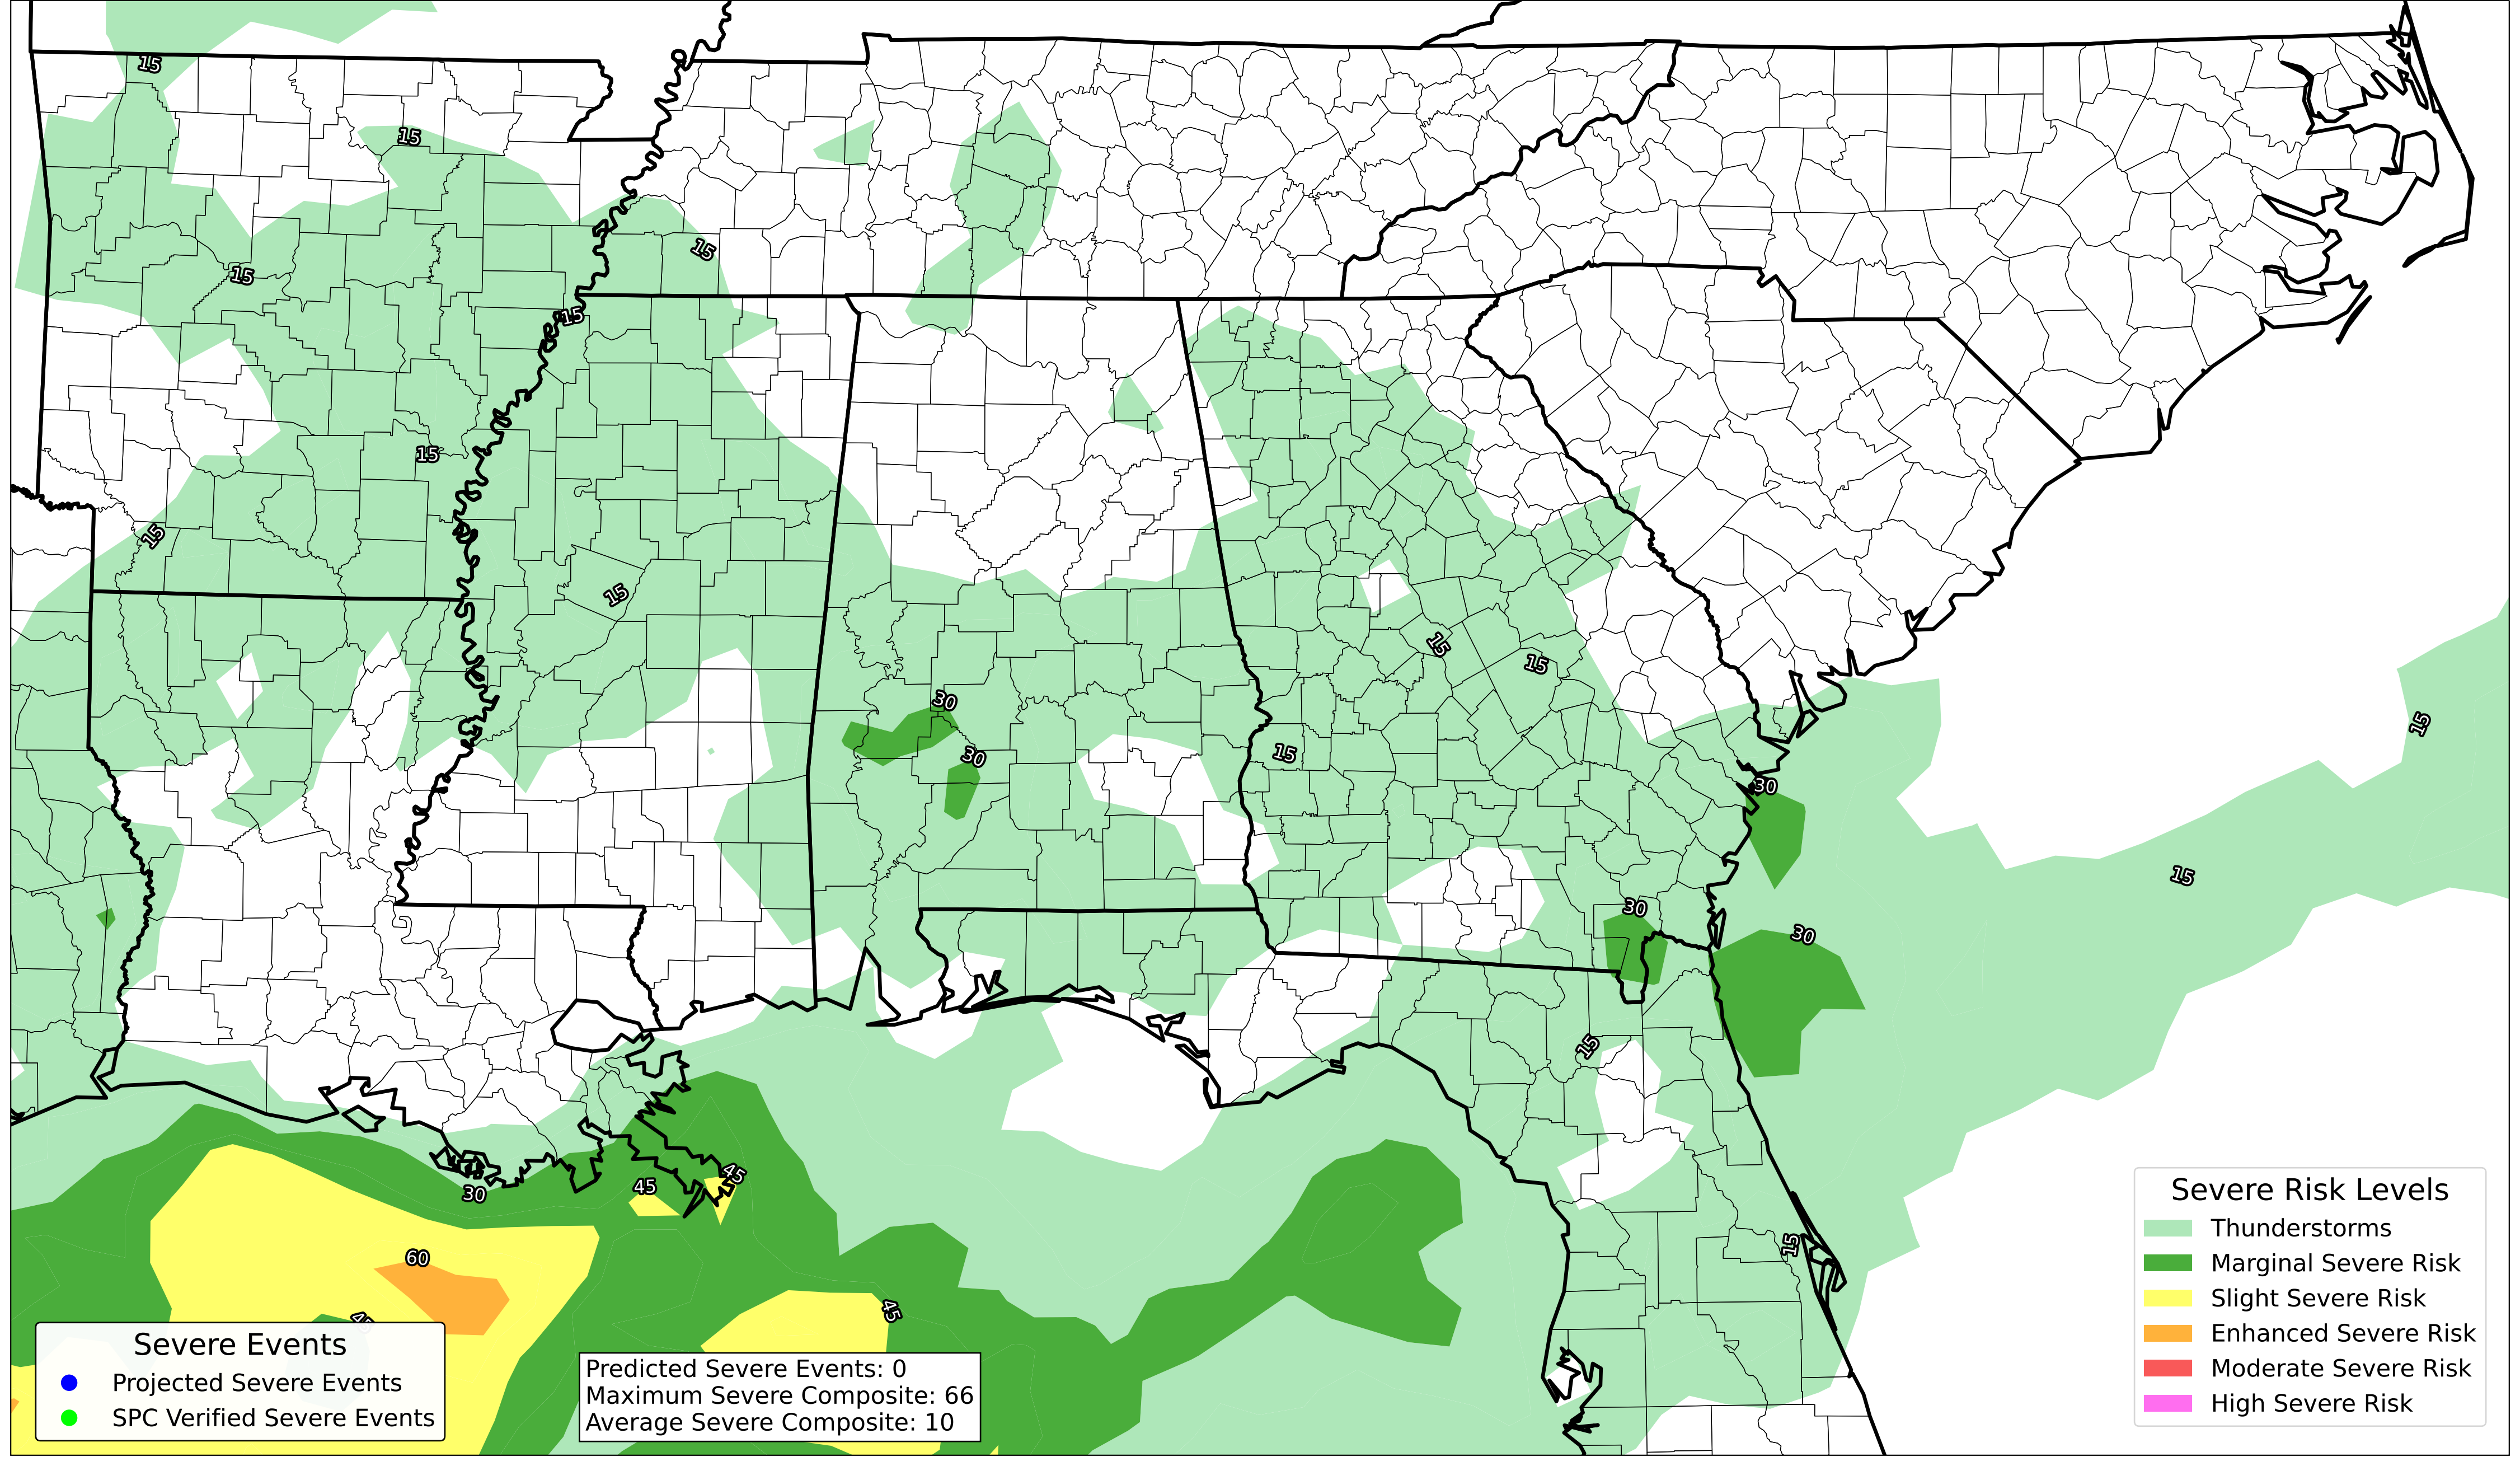 15
15
15
15
15
15
15
15
15
15
30
15
30
15
30
15
30
30
15
15
45
45
30
15
60
45
45
Severe Events
Projected Severe Events
SPC Verified Severe Events
Predicted Severe Events: 0
Maximum Severe Composite: 66
Average Severe Composite: 10
Severe Risk Levels
Thunderstorms
Marginal Severe Risk
Slight Severe Risk
Enhanced Severe Risk
Moderate Severe Risk
High Severe Risk